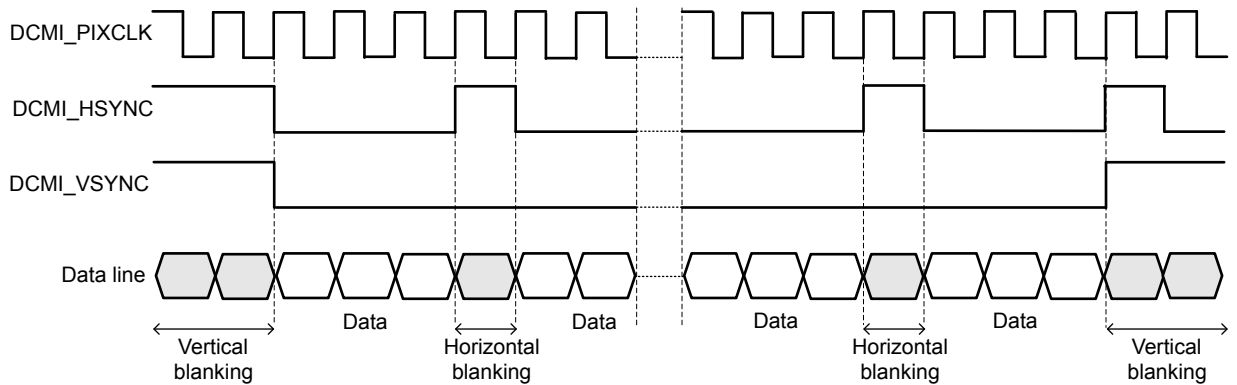 DCMI_PIXCLK
DCMI_HSYNC
DCMI_VSYNC
Data line
Data
Data
Data
Data
Vertical
blanking
Horizontal
blanking
Horizontal
blanking
Vertical
blanking